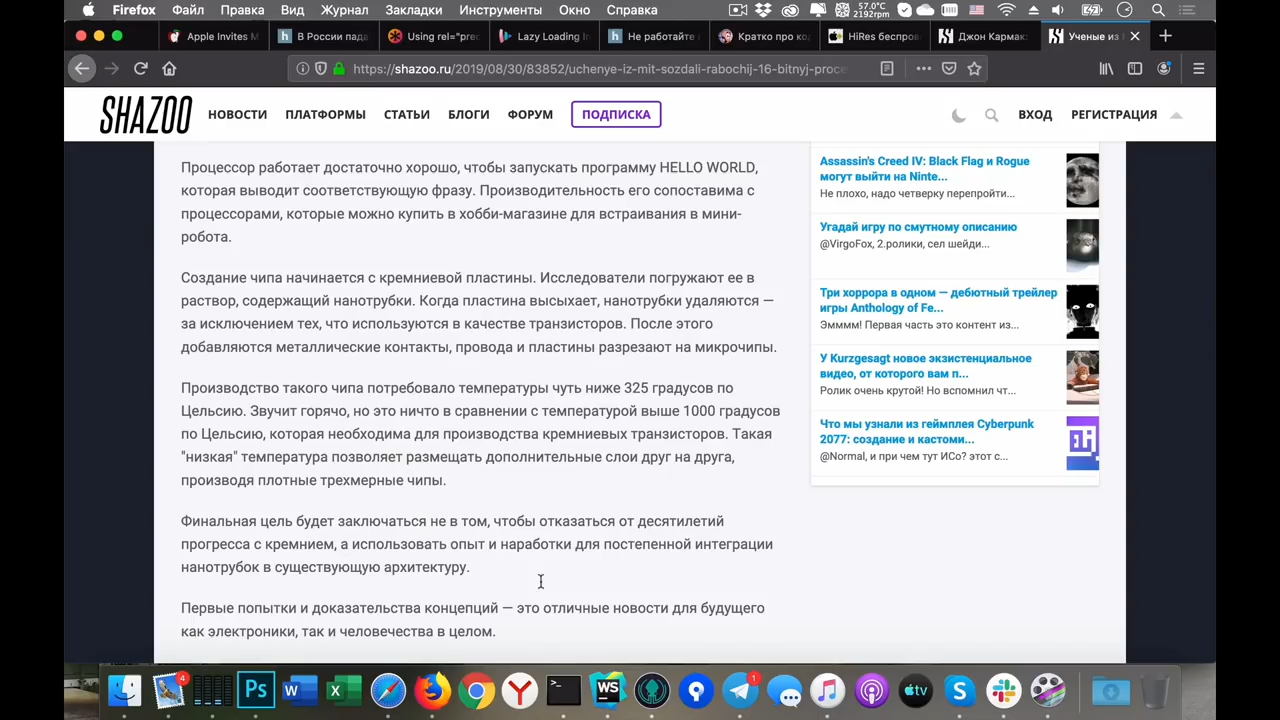 Firefox Файл Правка Вид Журнал Закладки Инструменты Окно Справка
57.0°C
2192rpm
Apple Invites M
В России пад
Using rel="prec
Lazy Loading In
Не работайте
Кратко про ко
HiRes беспров
Джон Кармак
Ученые из
https://shazoo.ru/2019/08/30/83852/uchenye-iz-mit-sozdali-rabochij-16-bitnyj-proce
SHAZOO НОВОСТИ ПЛАТФОРМЫ СТАТЬИ БЛОГИ ФОРУМ ПОДПИСКА ВХОД РЕГИСТРАЦИЯ
Процессор работает достаточно хорошо, чтобы запускать программу HELLO WORLD,
которая выводит соответствующую фразу. Производительность его сопоставима с
процессорами, которые можно купить в хобби-магазине для встраивания в мини-
робота.
Создание чипа начинается с кремниевой пластины. Исследователи погружают ее в
раствор, содержащий нанотрубки. Когда пластина высыхает, нанотрубки удаляются —
за исключением тех, что используются в качестве транзисторов. После этого
добавляются металлические контакты, провода и пластины разрезают на микрочипы.
Производство такого чипа потребовало температуры чуть ниже 325 градусов по
Цельсию. Звучит горячо, но это ничто в сравнении с температурой выше 1000 градусов
по Цельсию, которая необходима для производства кремниевых транзисторов. Такая
"низкая" температура позволяет размещать дополнительные слои друг на друга,
производя плотные трехмерные чипы.
Финальная цель будет заключаться не в том, чтобы отказаться от десятилетий
прогресса с кремнием, а использовать опыт и наработки для постепенной интеграции
нанотрубок в существующую архитектуру.
Первые попытки и доказательства концепций — это отличные новости для будущего
как электроники, так и человечества в целом.
Assassin's Creed IV: Black Flag и Rogue
могут выйти на Ninte...
Не плохо, надо четверку перепройти...
Угадай игру по смутному описанию
@VirgoFox, 2.ролики, сел шейди...
Три хоррора в одном — дебютный трейлер
игры Anthology of Fe...
Эмммм! Первая часть это контент из...
У Kurzgesagt новое экзистенциальное
видео, от которого вам п...
Ролик очень крутой! Но вспомнил чт...
Что мы узнали из геймплея Cyberpunk
2077: создание и кастоми...
@Normal, и при чем тут ИСо? этот с...
4
Ps
W
X
Y
WS
1
tv
S